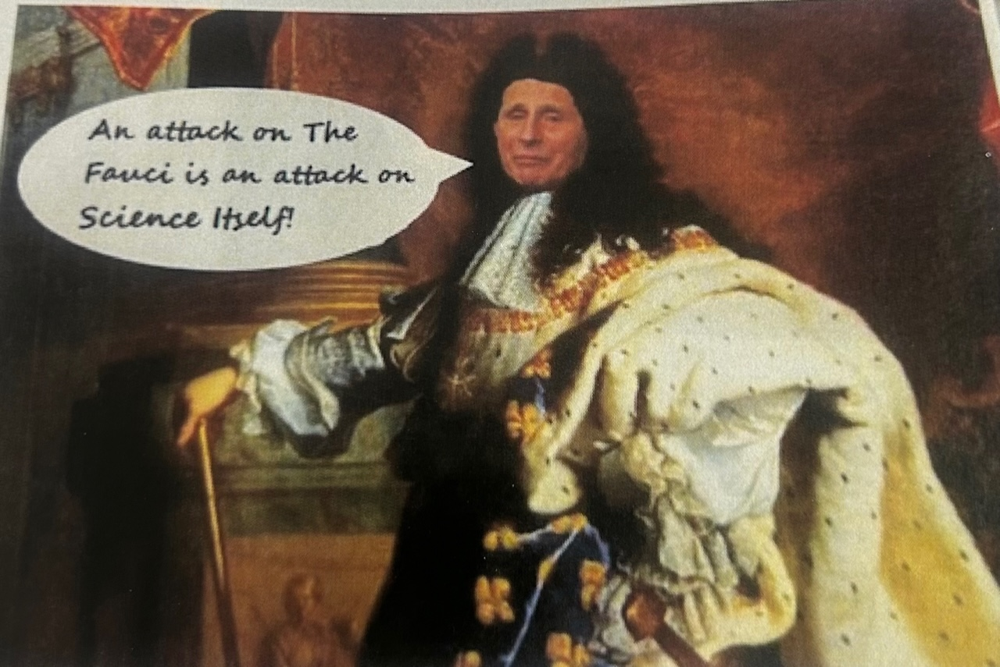 An attack on The
Fauci is an attack on
Science Itself!